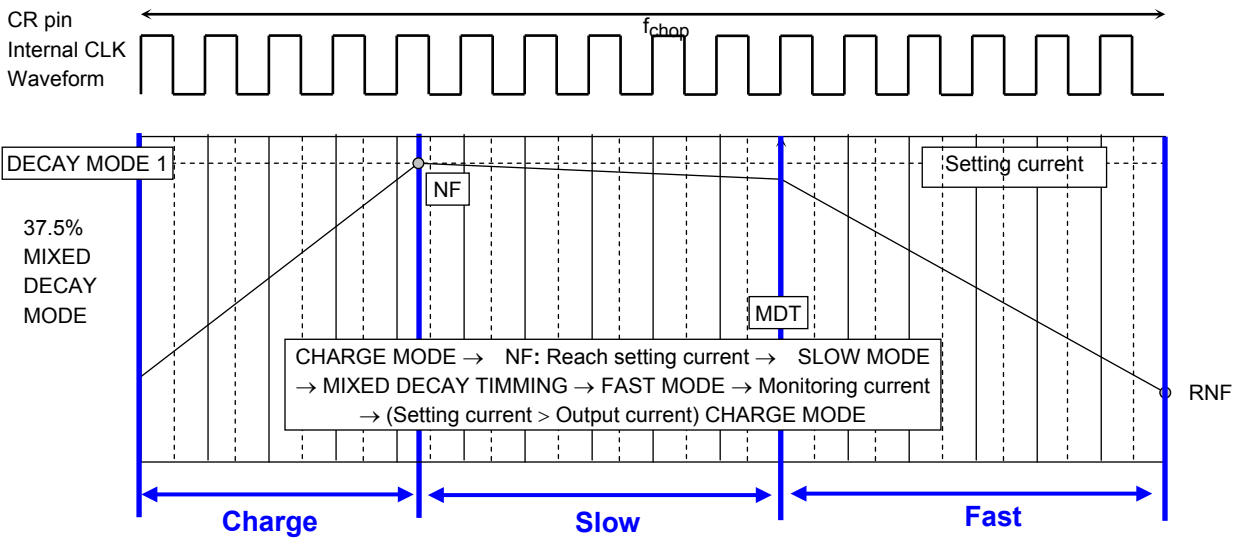 CR pin
Internal CLK
Waveform
fchop
DECAY MODE 1
Setting current
NF
37.5%
MIXED
DECAY
MODE
MDT
CHARGE MODE → NF: Reach setting current → SLOW MODE
→ MIXED DECAY TIMMING → FAST MODE → Monitoring current
→ (Setting current > Output current) CHARGE MODE
RNF
Charge
Slow
Fast